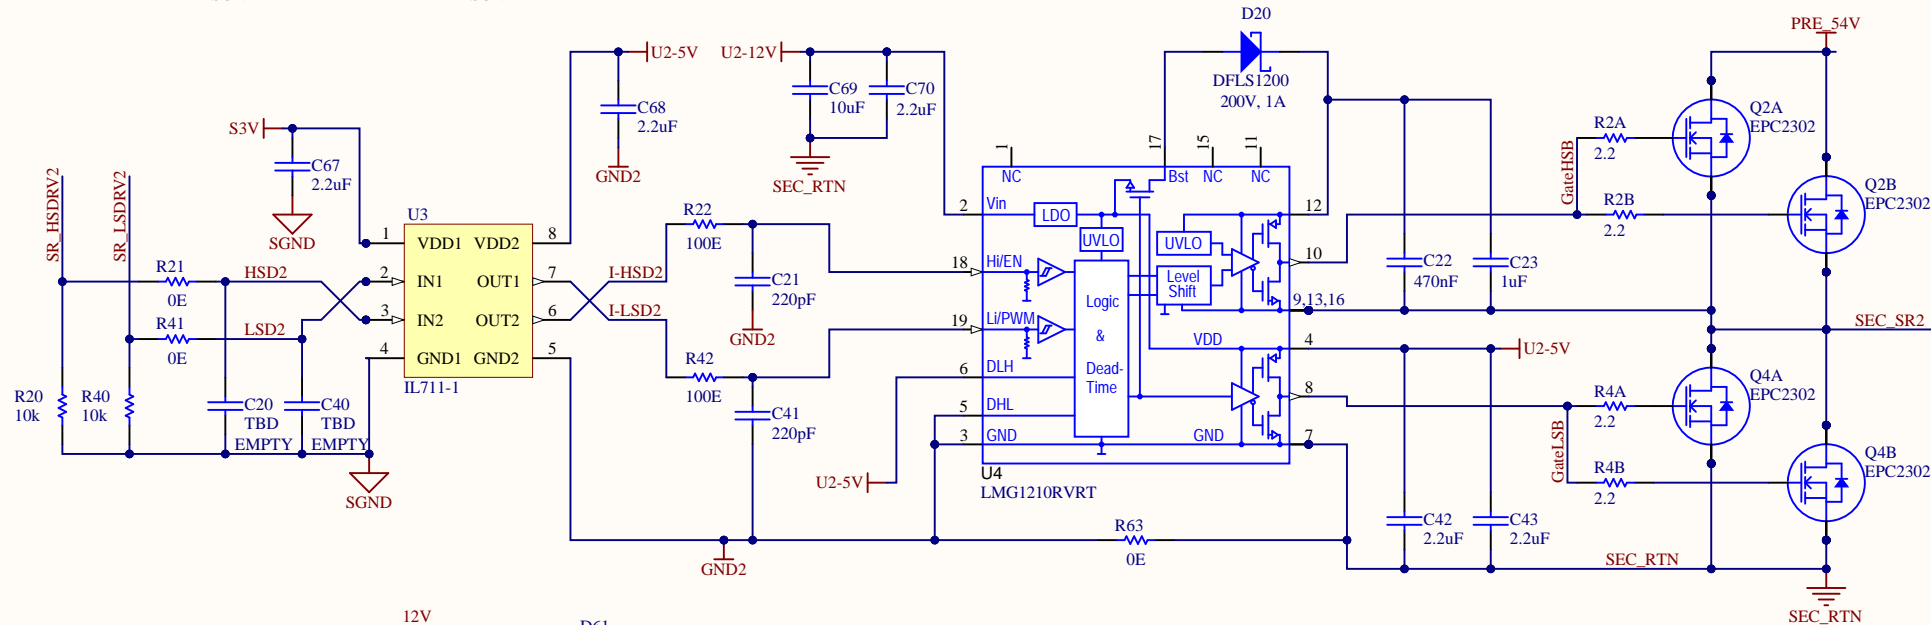 D20
DFLS1200
200V, 1A
PRE_54V
U2-5V
U2-12V
C68
2.2uF
GND2
C69
10uF
C70
2.2uF
SEC_RTN
S3V
C67
2.2uF
SGND
SR_HSDRV2
SR_LSDRV2
R21
0E
HSD2
R41
0E
LSD2
R20
10k
R40
10k
C20
TBD
EMPTY
C40
TBD
EMPTY
SGND
U3
1
VDD1
VDD2
8
2
IN1
OUT1
7
3
IN2
OUT2
6
4
GND1
GND2
5
IL711-1
I-HSD2
I-LSD2
R22
100E
C21
220pF
GND2
R42
100E
C41
220pF
GND2
U2-5V
1
NC
17
Bst
15
NC
11
NC
2
Vin
LDO
UVLO
UVLO
12
10
18
Hi/EN
Level
Shift
9,13,16
Logic
&
Dead-
Time
19
Li/PWM
VDD
4
6
DLH
8
5
DHL
3
GND
GND
7
U4
LMG1210RVRT
R63
0E
C22
470nF
C23
1uF
U2-5V
C42
2.2uF
C43
2.2uF
GateHSB
R2A
2.2
R2B
2.2
Q2A
EPC2302
Q2B
EPC2302
SEC_SR2
GateLSB
R4A
2.2
R4B
2.2
Q4A
EPC2302
Q4B
EPC2302
SEC_RTN
SEC_RTN
12V